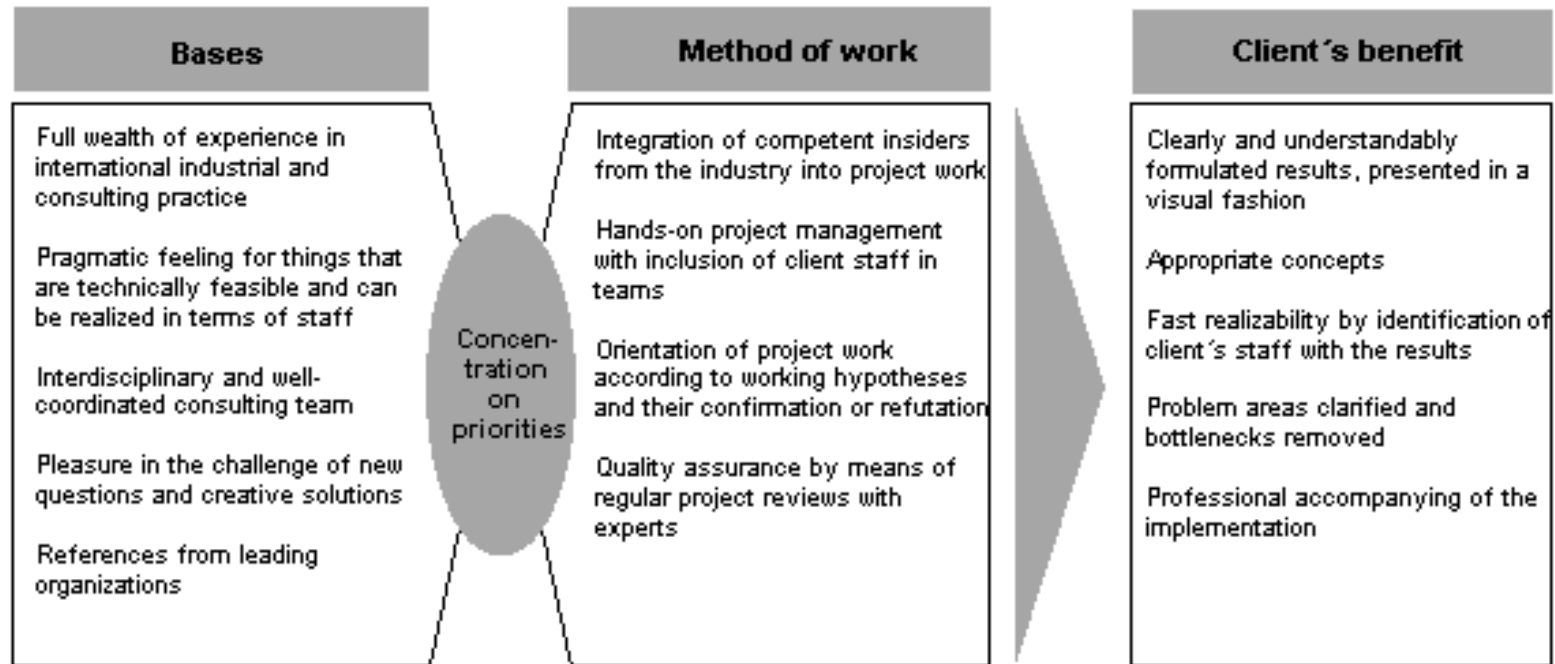 Bases
Full wealth of experience in
international industrial and
consulting practice
Pragmatic feeling for things that
are technically feasible and can
be realized in terms of staff
Interdisciplinary and well-
coordinated consulting team
Pleasure in the challenge of new
questions and creative solutions
References from leading
organizations
Concen-
tration
on
priorities
Method of work
Integration of competent insiders
from the industry into project work
Hands-on project management
with inclusion of client staff in
teams
Orientation of project work
according to working hypotheses
and their confirmation or refutation
Quality assurance by means of
regular project reviews with
experts
Client´s benefit
Clearly and understandably
formulated results, presented in a
visual fashion
Appropriate concepts
Fast realizability by identification of
client´s staff with the results
Problem areas clarified and
bottlenecks removed
Professional accompanying of the
implementation